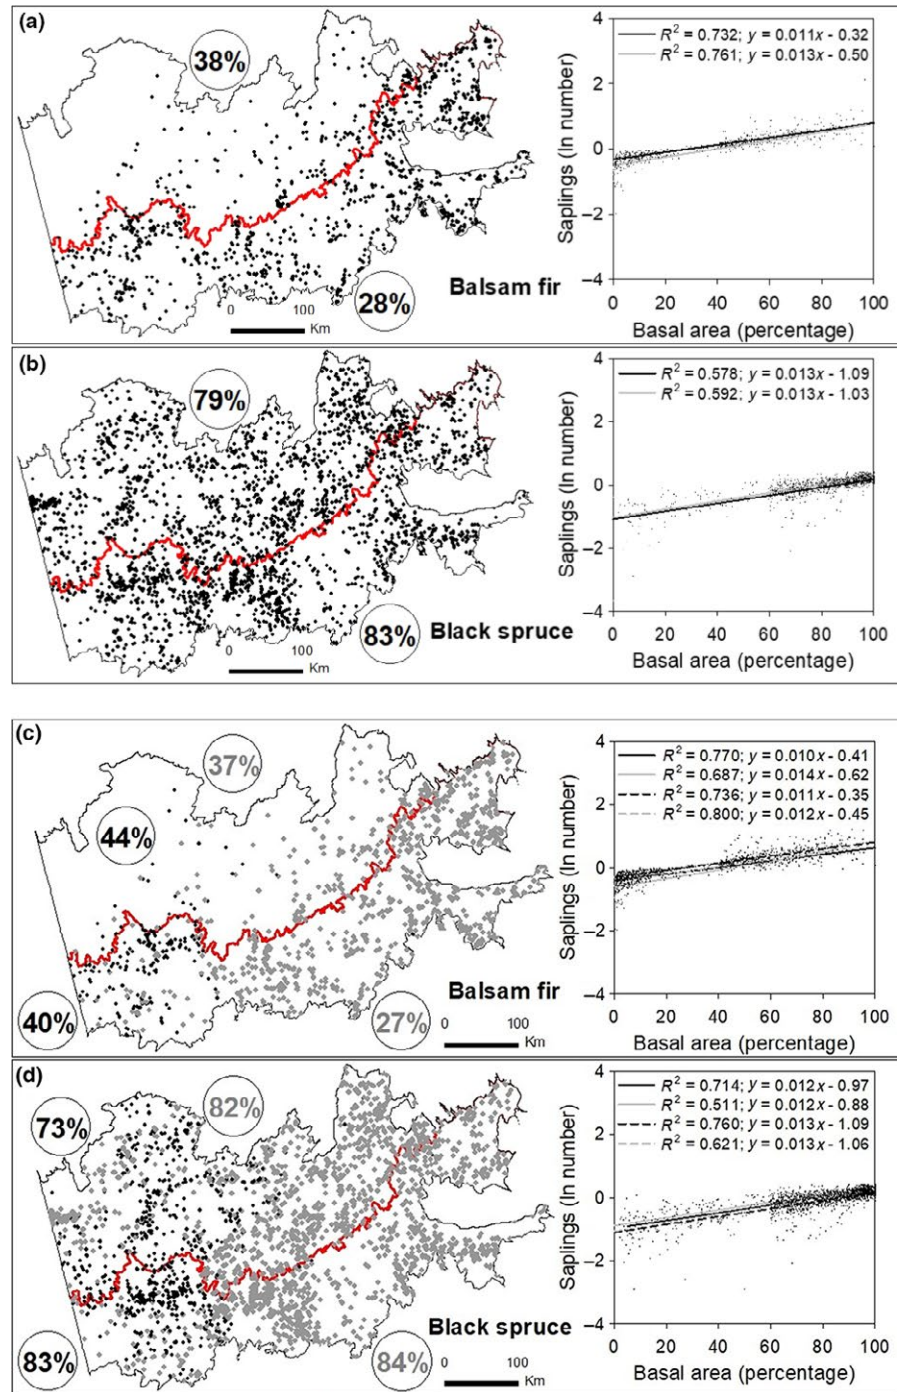 (a)
38%
28%
Balsam fir
0 100
Km
R² = 0.732; y = 0.011x - 0.32
R² = 0.761; y = 0.013x - 0.50
Saplings (ln number)
4
2
0
–2
–4
0 20 40 60 80 100
Basal area (percentage)
(b)
79%
83%
Black spruce
0 100
Km
R² = 0.578; y = 0.013x - 1.09
R² = 0.592; y = 0.013x - 1.03
Saplings (ln number)
4
2
0
–2
–4
0 20 40 60 80 100
Basal area (percentage)
(c)
37%
44%
40%
27%
Balsam fir
0 100
Km
R² = 0.770; y = 0.010x - 0.41
R² = 0.687; y = 0.014x - 0.62
R² = 0.736; y = 0.011x - 0.35
R² = 0.800; y = 0.012x - 0.45
Saplings (ln number)
4
2
0
–2
–4
0 20 40 60 80 100
Basal area (percentage)
(d)
82%
73%
83%
84%
Black spruce
0 100
Km
R² = 0.714; y = 0.012x - 0.97
R² = 0.511; y = 0.012x - 0.88
R² = 0.760; y = 0.013x - 1.09
R² = 0.621; y = 0.013x - 1.06
Saplings (ln number)
4
2
0
–2
–4
0 20 40 60 80 100
Basal area (percentage)